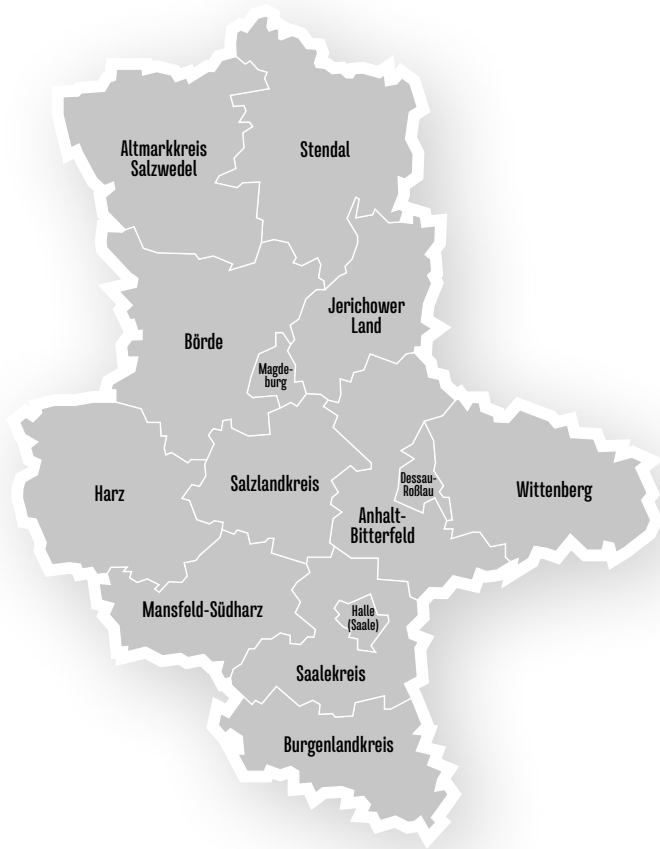 Altmarkkreis
Salzwedel
Stendal
Jerichower
Land
Börde
Magde-
burg
Harz
Salzlandkreis
Dessau-
Roßlau
Wittenberg
Anhalt-
Bitterfeld
Mansfeld-Südharz
Halle
(Saale)
Saalekreis
Burgenlandkreis